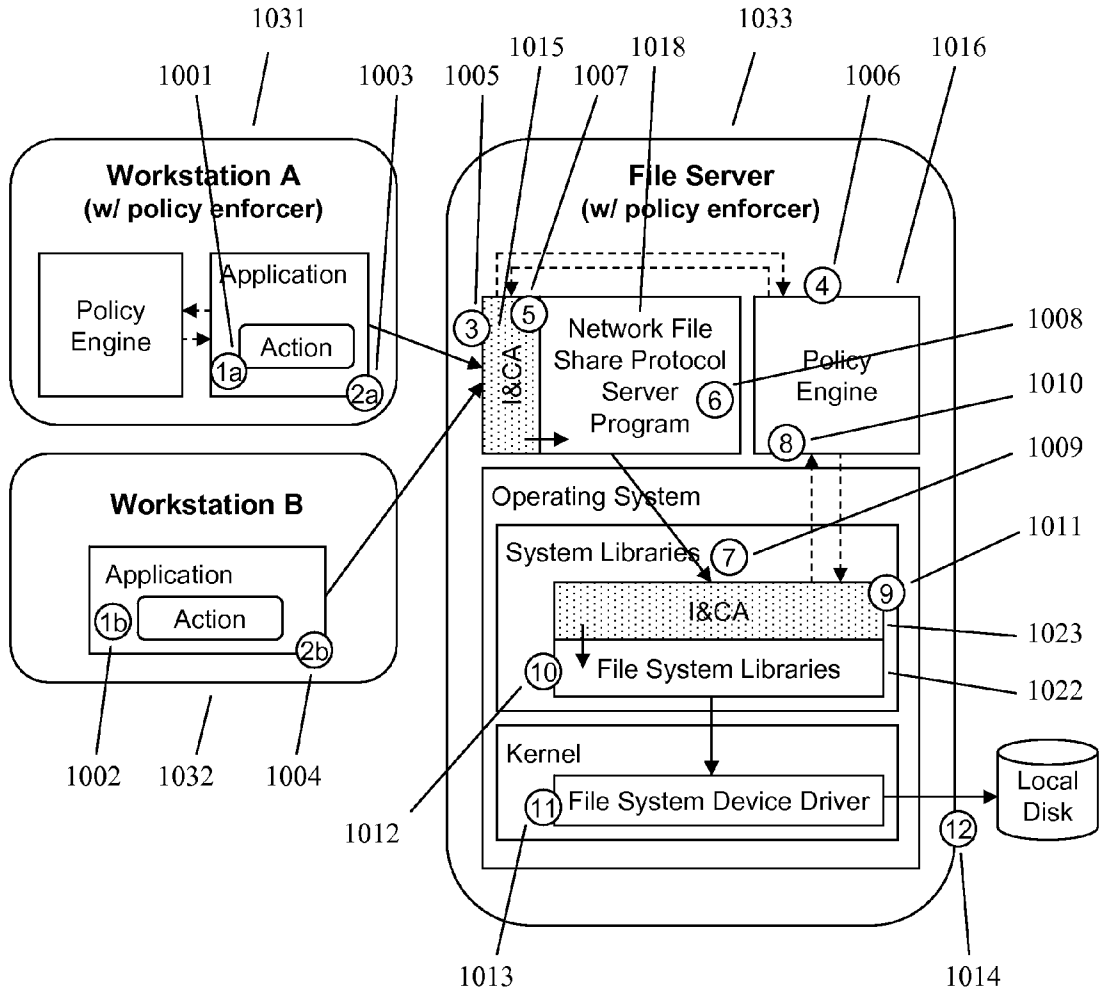 1031
1033
1015
1018
1016
1001
1003
1005
1007
1006
Workstation A
(w/ policy enforcer)
Policy
Engine
Application
Action
1a
2a
Workstation B
Application
Action
1b
2b
1002
1032
1004
File Server
(w/ policy enforcer)
3
I&CA
5
Network File
Share Protocol
Server
Program
6
4
Policy
Engine
8
1008
1010
1009
1011
Operating System
System Libraries
7
I&CA
9
1023
10
File System Libraries
1022
Kernel
11
File System Device Driver
Local
Disk
12
1012
1013
1014